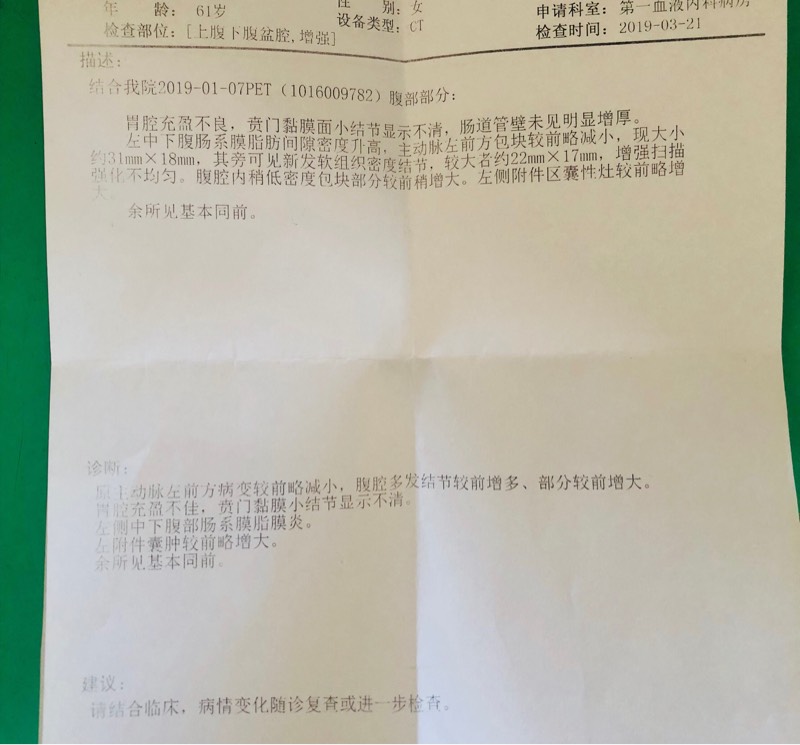 年 龄: 61岁 性 别: 女 申请科室: 第一血液内科病房
检查部位: [上腹下腹盆腔,增强] 设备类型: CT 检查时间: 2019-03-21
描述:
结合我院2019-01-07PET（1016009782）腹部部分:
胃腔充盈不良，贲门黏膜面小结节显示不清，肠道管壁未见明显增厚。
左中下腹肠系膜脂肪间隙密度升高，主动脉左前方包块较前略减小，现大小
约31mm×18mm，其旁可见新发软组织密度结节，较大者约22mm×17mm，增强扫描
强化不均匀。腹腔内稍低密度包块部分较前稍增大。左侧附件区囊性灶较前略增
大。
余所见基本同前。
诊断:
原主动脉左前方病变较前略减小，腹腔多发结节较前增多、部分较前增大。
胃腔充盈不佳，贲门黏膜小结节显示不清。
左侧中下腹部肠系膜脂膜炎。
左附件囊肿较前略增大。
余所见基本同前。
建议:
请结合临床，病情变化随诊复查或进一步检查。